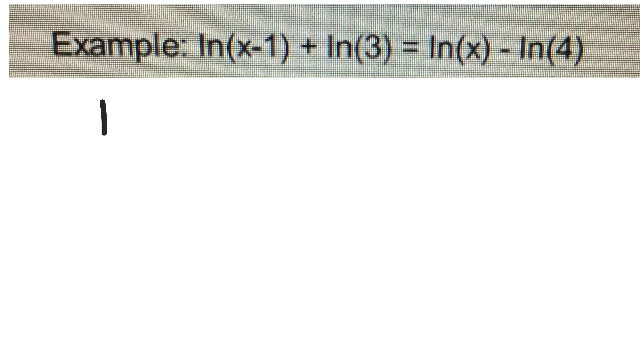 Example: ln(x-1) + ln(3) = ln(x) - ln(4)